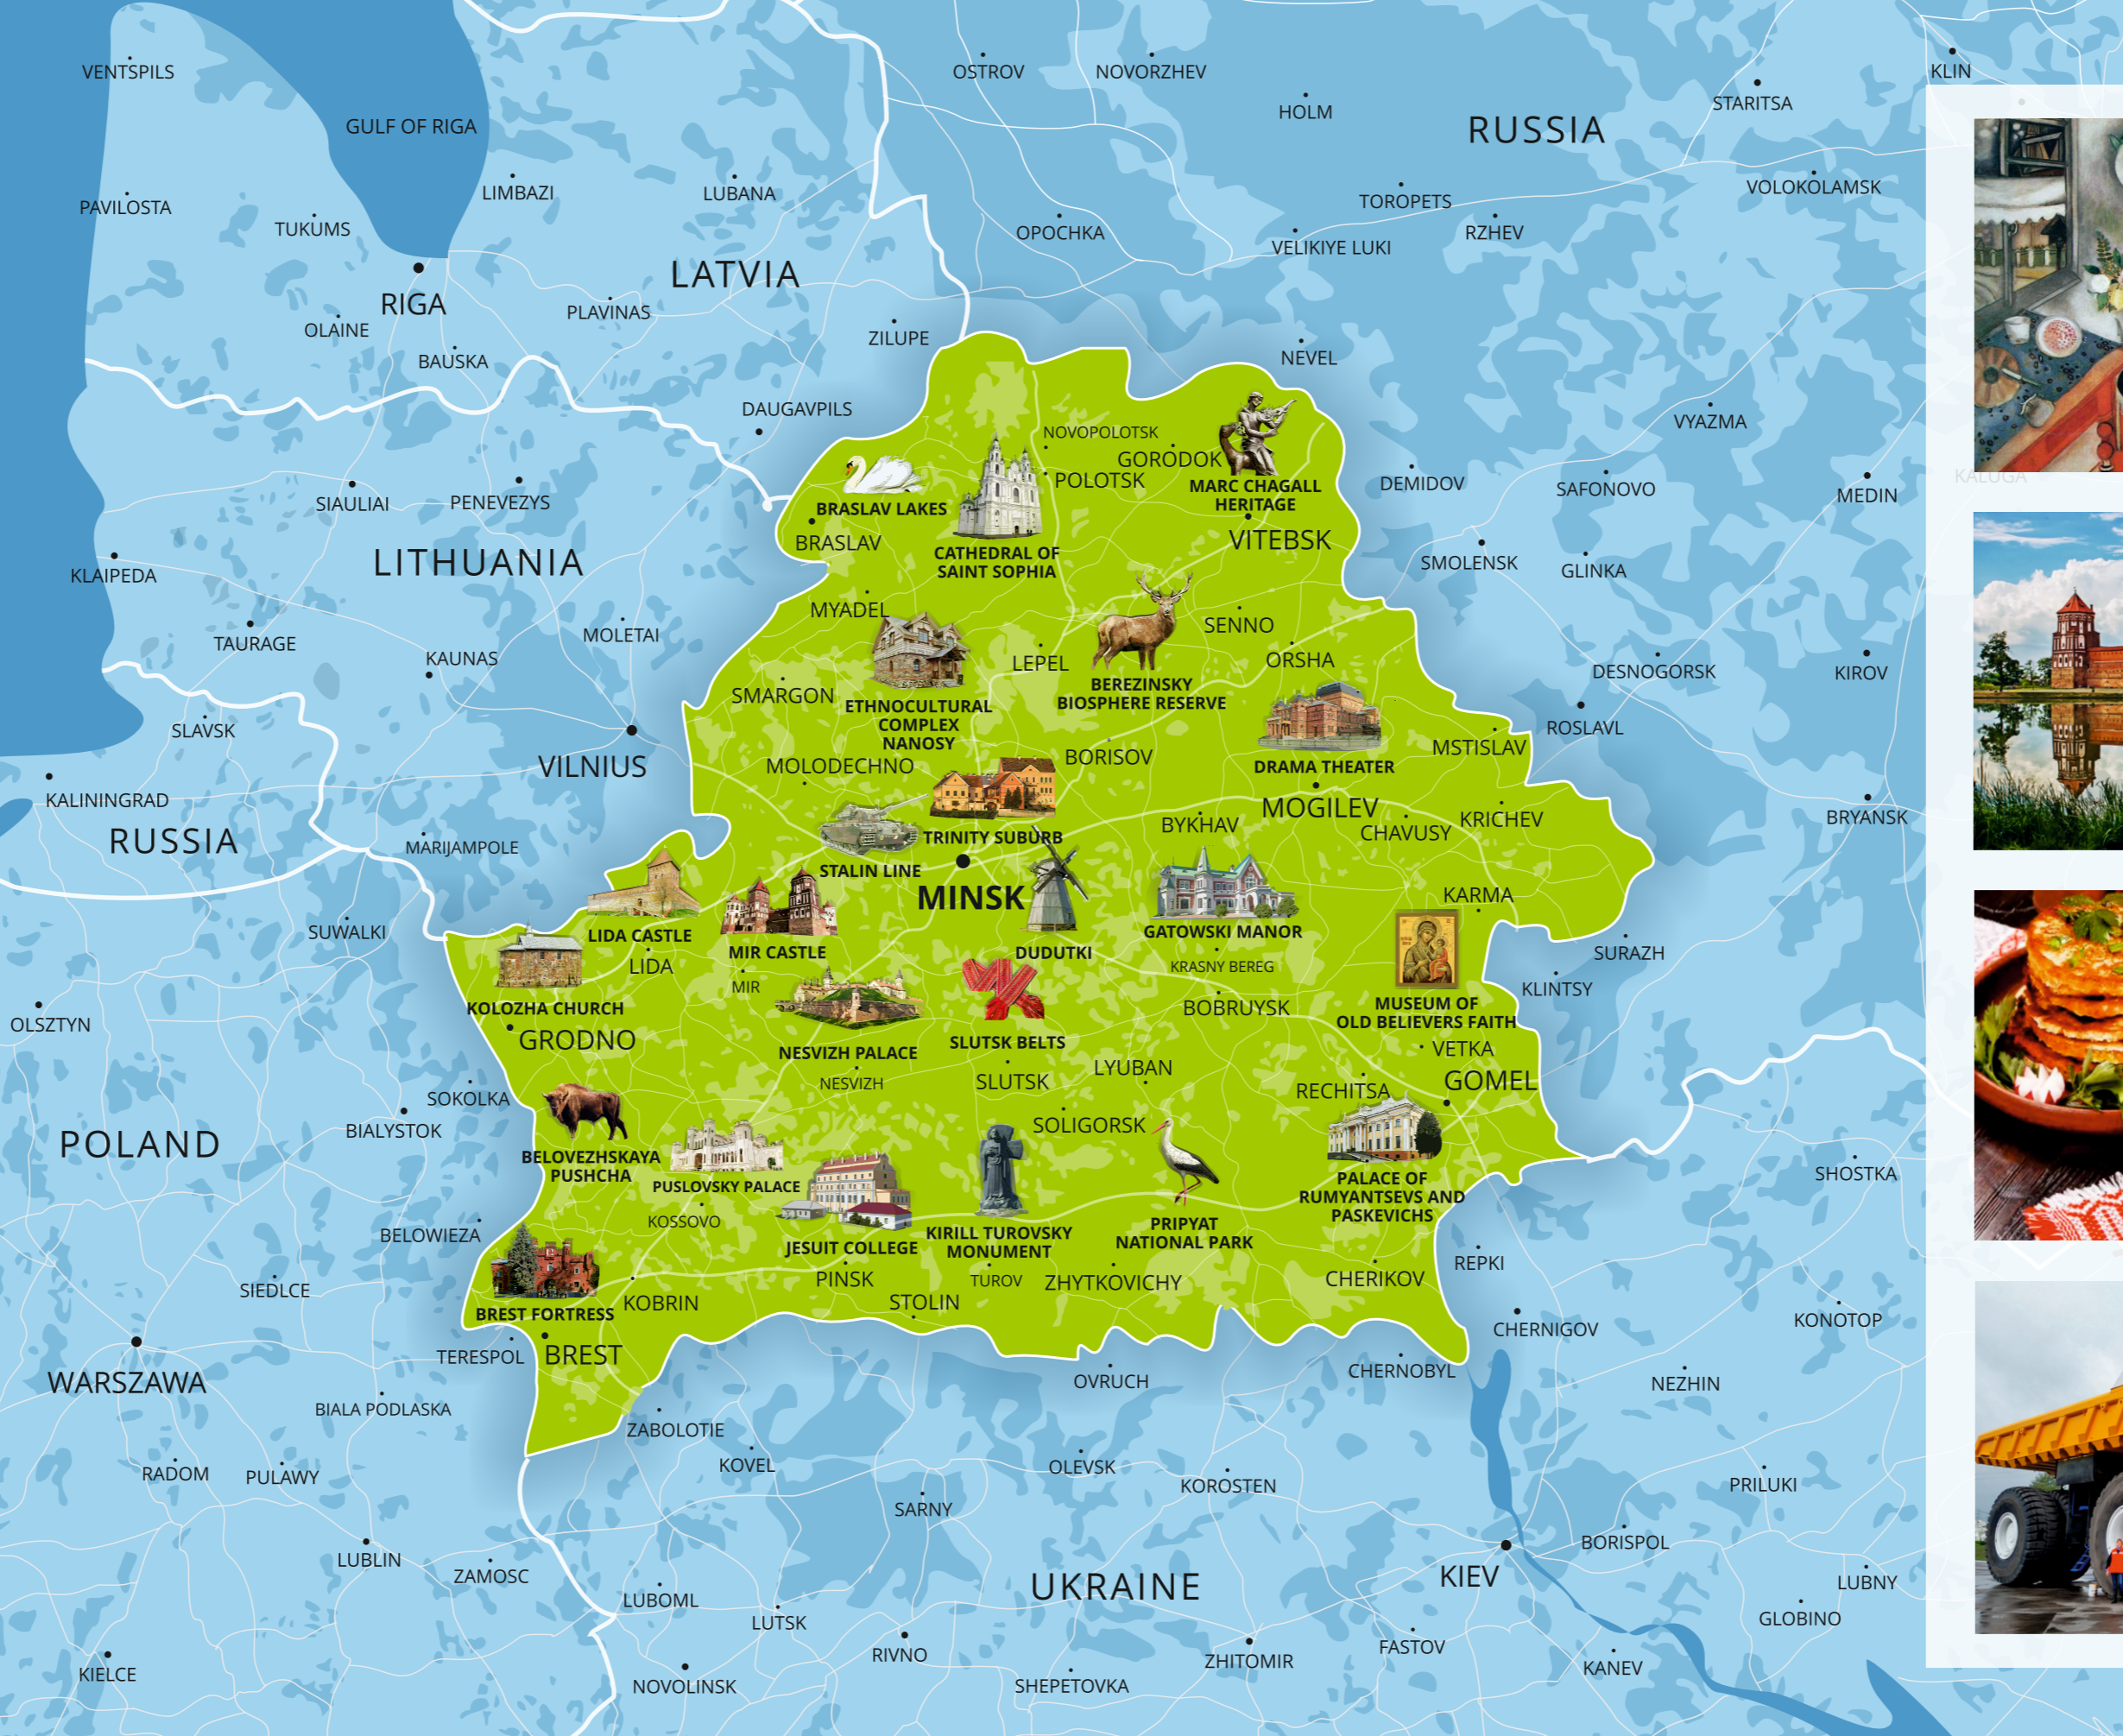 VENTSPILS
OSTROV
NOVORZHEV
KLIN
HOLM
STARITSA
GULF OF RIGA
RUSSIA
PAVILOSTA
LIMBAZI
LUBANA
TOROPETS
VOLOKOLAMSK
TUKUMS
OPOCHKA
VELIKIYE LUKI
RZHEV
LATVIA
RIGA
OLAINE
PLAVINAS
BAUSKA
ZILUPE
NEVEL
DAUGAVPILS
VYAZMA
NOVOPOLOTSK
GORODOK
POLOTSK
MARC CHAGALL
HERITAGE
DEMIDOV
SAFONOVO
KALUGA
MEDIN
SIAULIAI
PENEVEZYS
BRASLAV LAKES
BRASLAV
CATHEDRAL OF
SAINT SOPHIA
VITEBSK
LITHUANIA
KLAIPEDA
SMOLENSK
GLINKA
MYADEL
SENNO
TAURAGE
MOLETAI
KAUNAS
LEPEL
ORSHA
DESNOGORSK
KIROV
SMARGON
ETHNOCULTURAL
COMPLEX
NANOSY
BEREZINSKY
BIOSPHERE RESERVE
SLAVSK
ROSLAVL
VILNIUS
MOLODECHNO
BORISOV
DRAMA THEATER
MSTISLAV
KALININGRAD
RUSSIA
MOGILEV
BYKHAV
CHAVUSY
KRICHEV
BRYANSK
MARIJAMPOLE
TRINITY SUBURB
STALIN LINE
MINSK
KARMA
SUWALKI
LIDA CASTLE
LIDA
MIR CASTLE
MIR
DUDUTKI
GATOWSKI MANOR
KRASNY BEREG
SURAZH
KLINTSY
KOLOZHA CHURCH
GRODNO
BOBRUYSK
MUSEUM OF
OLD BELIEVERS FAITH
OLSZTYN
NESVIZH PALACE
NESVIZH
SLUTSK BELTS
SLUTSK
LYUBAN
VETKA
GOMEL
RECHITSA
SOKOLKA
BIALYSTOK
POLAND
SOLIGORSK
BELOVEZHSKAYA
PUSHCHA
PUSLOVSKY PALACE
KOSSOVO
PALACE OF
RUMYANTSEVS AND
PASKEVICHS
SHOSTKA
BELOWIEZA
JESUIT COLLEGE
PINSK
KIRILL TUROVSKY
MONUMENT
TUROV
PRIPYAT
NATIONAL PARK
ZHYTKOVICHY
CHERIKOV
REPKI
SIEDLCE
BREST FORTRESS
KOBRIN
STOLIN
KONOTOP
CHERNIGOV
TERESPOL
BREST
WARSZAWA
OVRUCH
CHERNOBYL
NEZHIN
BIALA PODLASKA
ZABOLOTIE
RADOM
PULAWY
KOVEL
OLEVSK
KOROSTEN
PRILUKI
SARNY
BORISPOL
LUBLIN
ZAMOSC
LUBOML
UKRAINE
KIEV
LUBNY
LUTSK
GLOBINO
RIVNO
ZHITOMIR
FASTOV
KANEV
KIELCE
NOVOLINSK
SHEPETOVKA